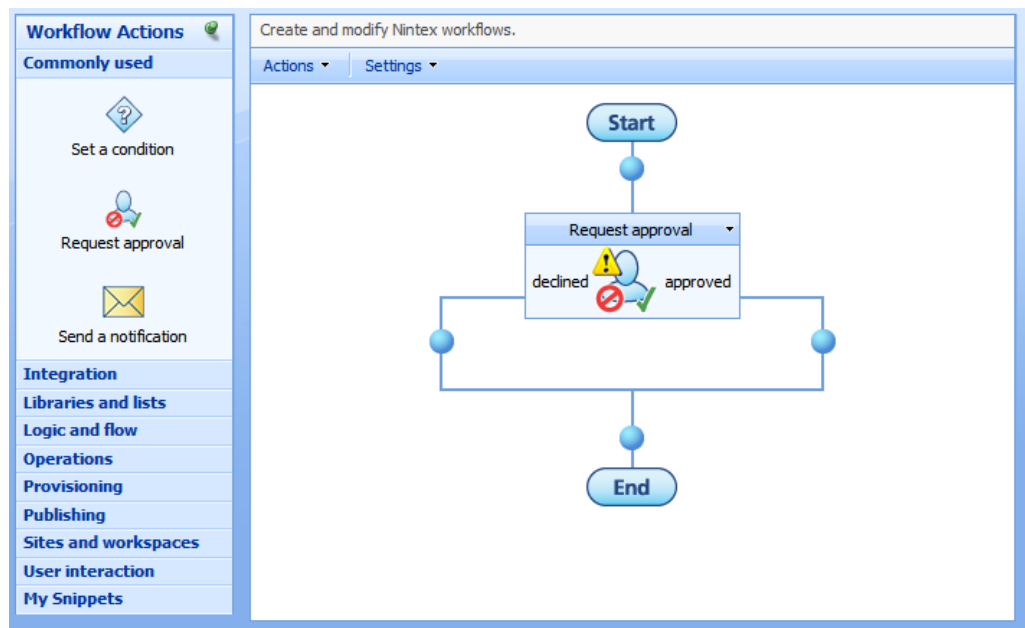 Workflow Actions
Commonly used
Set a condition
Request approval
Send a notification
Integration
Libraries and lists
Logic and flow
Operations
Provisioning
Publishing
Sites and workspaces
User interaction
My Snippets
Create and modify Nintex workflows.
Actions Settings
Start
Request approval
declined approved
End